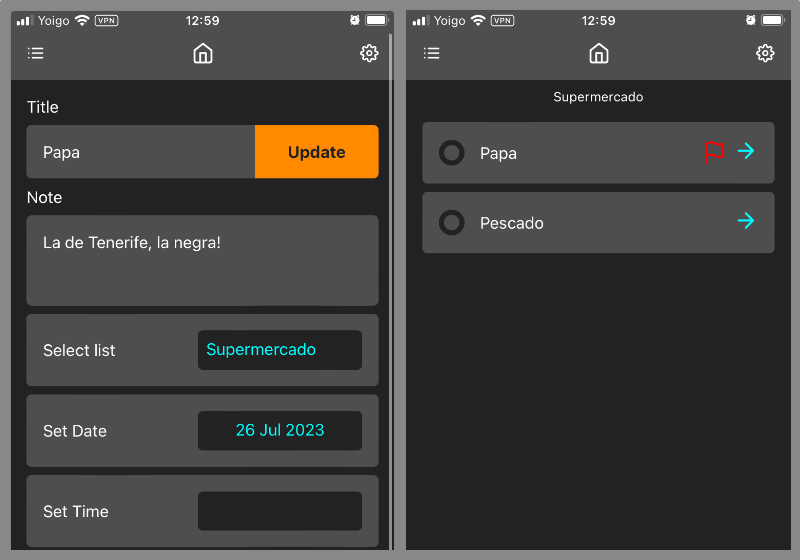 Yoigo VPN 12:59
Title
Papa Update
Note
La de Tenerife, la negra!
Select list Supermercado
Set Date 26 Jul 2023
Set Time
Yoigo VPN 12:59
Supermercado
Papa
Pescado